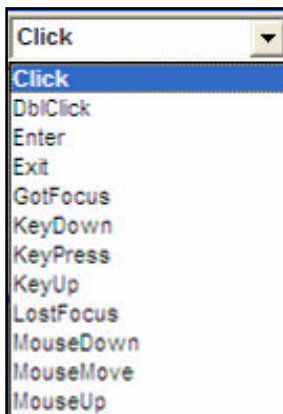 Click
Click
DblClick
Enter
Exit
GotFocus
KeyDown
KeyPress
KeyUp
LostFocus
MouseDown
MouseMove
MouseUp